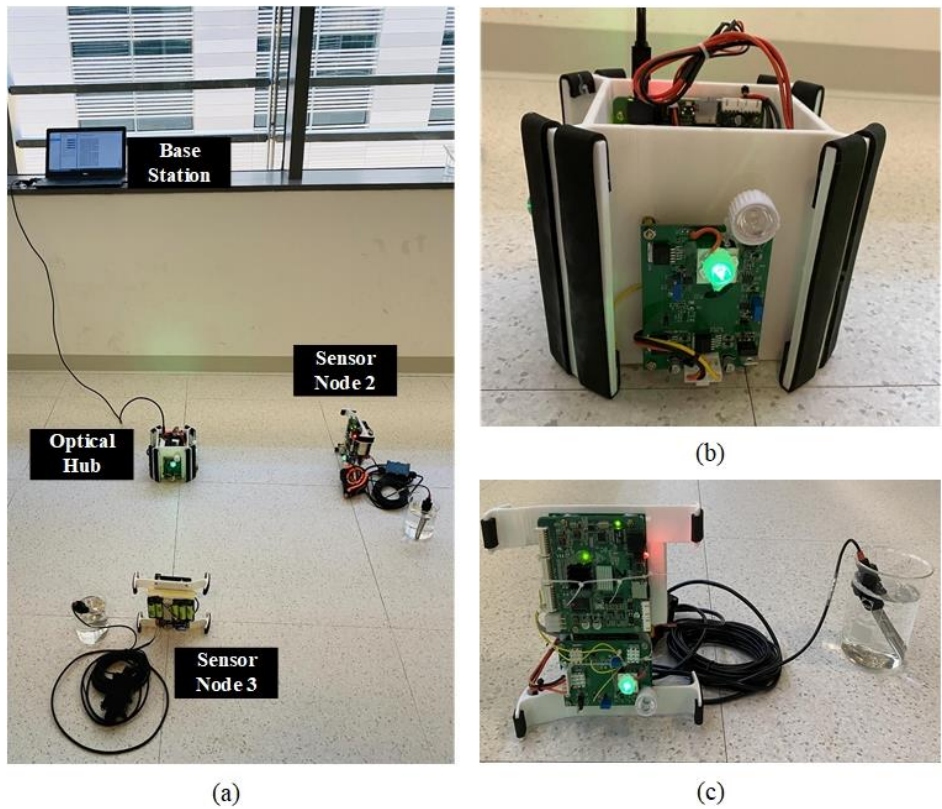 Base
Station
Sensor
Node 2
Optical
Hub
Sensor
Node 3
(a)
(b)
(c)